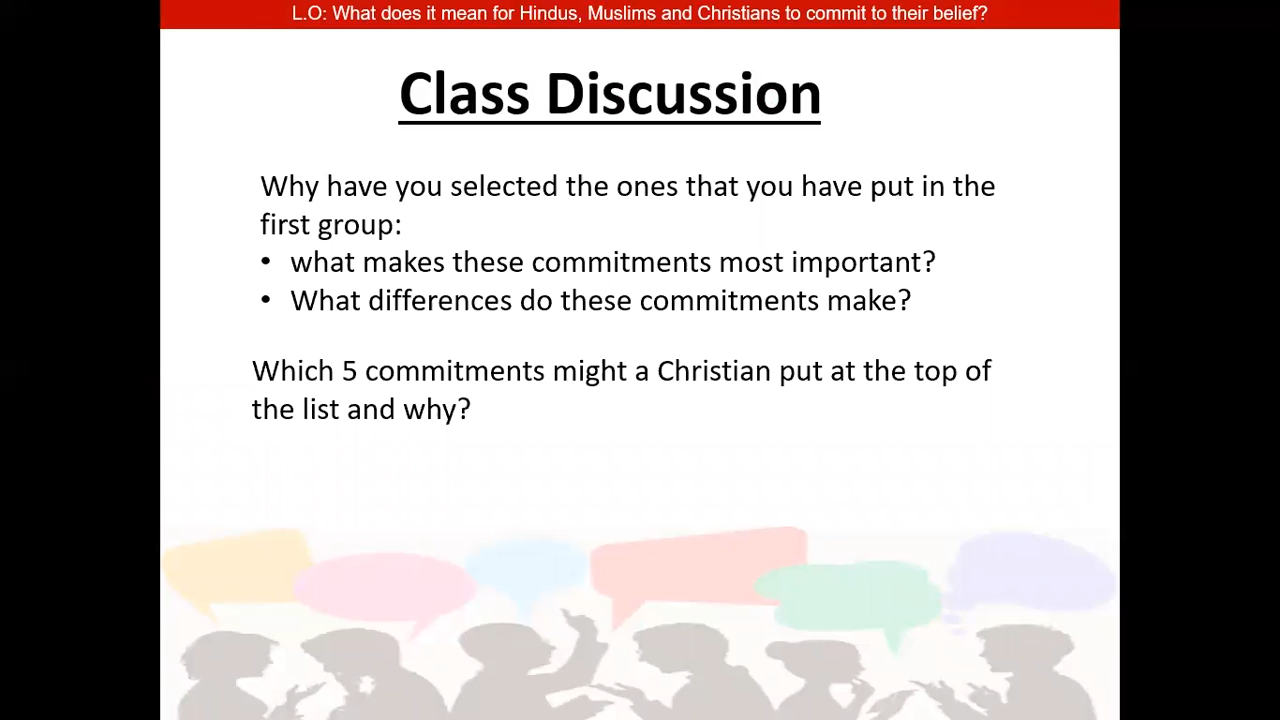 L.O: What does it mean for Hindus, Muslims and Christians to commit to their belief?
Class Discussion
Why have you selected the ones that you have put in the
first group:
• what makes these commitments most important?
• What differences do these commitments make?
Which 5 commitments might a Christian put at the top of
the list and why?